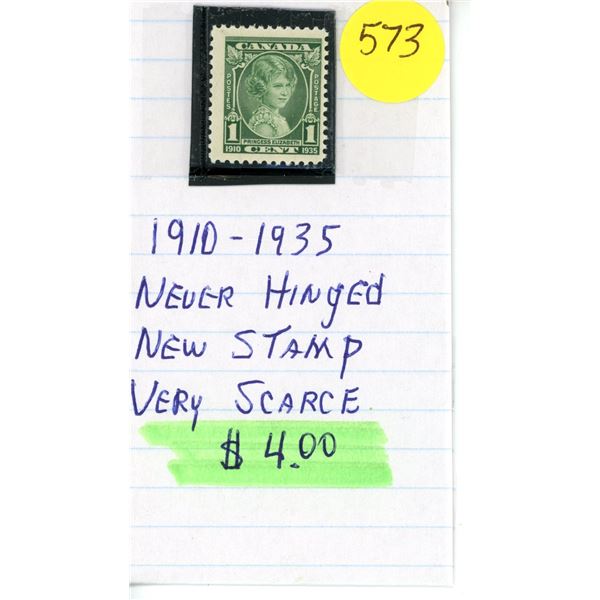 CANADA
POSTES POSTAGE
1 1
PRINCESS ELIZABETH
1910 CENT 1935
573
1910-1935
NEVER HINGED
NEW STAMP
VERY SCARCE
$ 4.00